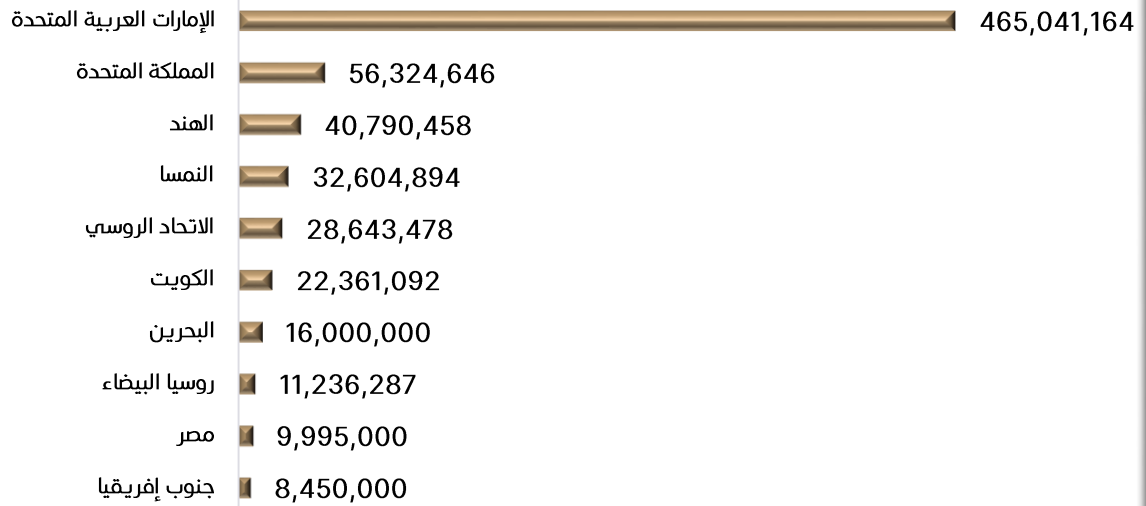 الإمارات العربية المتحدة 465,041,164
المملكة المتحدة 56,324,646
الهند 40,790,458
النمسا 32,604,894
الاتحاد الروسي 28,643,478
الكويت 22,361,092
البحرين 16,000,000
روسيا البيضاء 11,236,287
مصر 9,995,000
جنوب إفريقيا 8,450,000